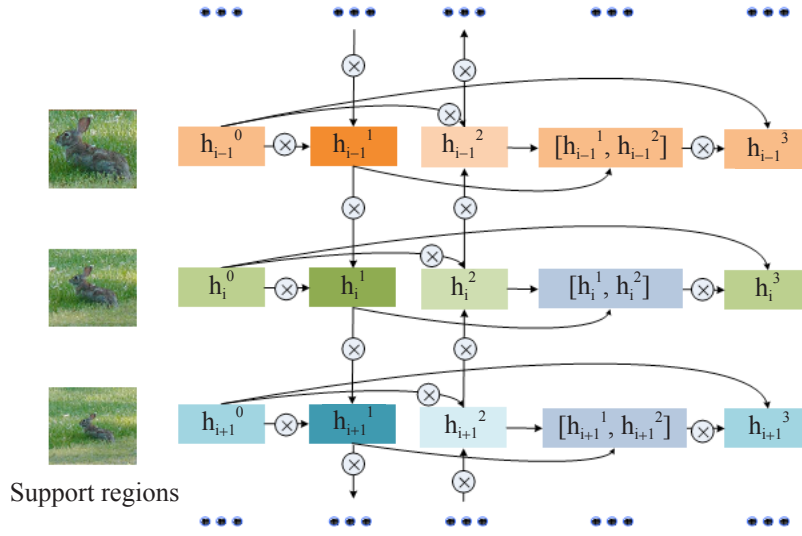 h_{i–1}^0 h_{i–1}^1 h_{i–1}^2 [h_{i–1}^1, h_{i–1}^2] h_{i–1}^3
h_i^0 h_i^1 h_i^2 [h_i^1, h_i^2] h_i^3
h_{i+1}^0 h_{i+1}^1 h_{i+1}^2 [h_{i+1}^1, h_{i+1}^2] h_{i+1}^3
Support regions